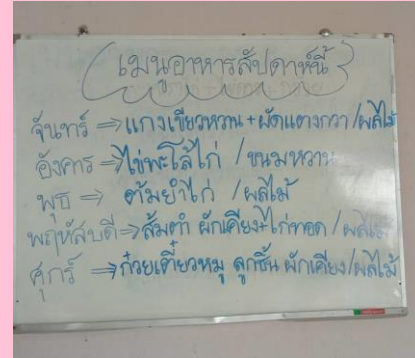 เมนูอาหารสัปดาห์นี้
จันทร์ => แกงเขียวหวาน + ผัดแตงกวา / ผลไม้
อังคาร => ไข่พะโล้ไก่ / ขนมหวาน
พุธ => ต้มยำไก่ / ผลไม้
พฤหัสบดี => ส้มตำ ผักเคียง + ไก่ทอด / ผลไม้
ศุกร์ => ก๋วยเตี๋ยวหมู ลูกชิ้น ผักเคียง / ผลไม้